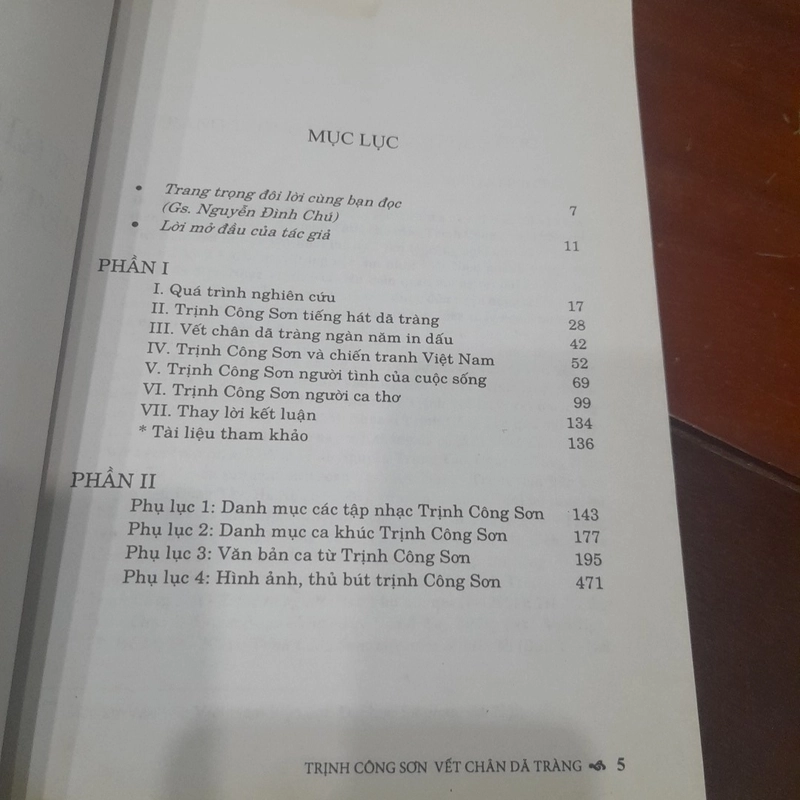 MỤC LỤC
• Trang trọng đôi lời cùng bạn đọc
(Gs. Nguyễn Đình Chú) 7
• Lời mở đầu của tác giả 11
PHẦN I
I. Quá trình nghiên cứu 17
II. Trịnh Công Sơn tiếng hát dã tràng 28
III. Vết chân dã tràng ngàn năm in dấu 42
IV. Trịnh Công Sơn và chiến tranh Việt Nam 52
V. Trịnh Công Sơn người tình của cuộc sống 69
VI. Trịnh Công Sơn người ca thơ 99
VII. Thay lời kết luận 134
* Tài liệu tham khảo 136
PHẦN II
Phụ lục 1: Danh mục các tập nhạc Trịnh Công Sơn 143
Phụ lục 2: Danh mục ca khúc Trịnh Công Sơn 177
Phụ lục 3: Văn bản ca từ Trịnh Công Sơn 195
Phụ lục 4: Hình ảnh, thủ bút trịnh Công Sơn 471
TRỊNH CÔNG SƠN VẾT CHÂN DÃ TRÀNG 5